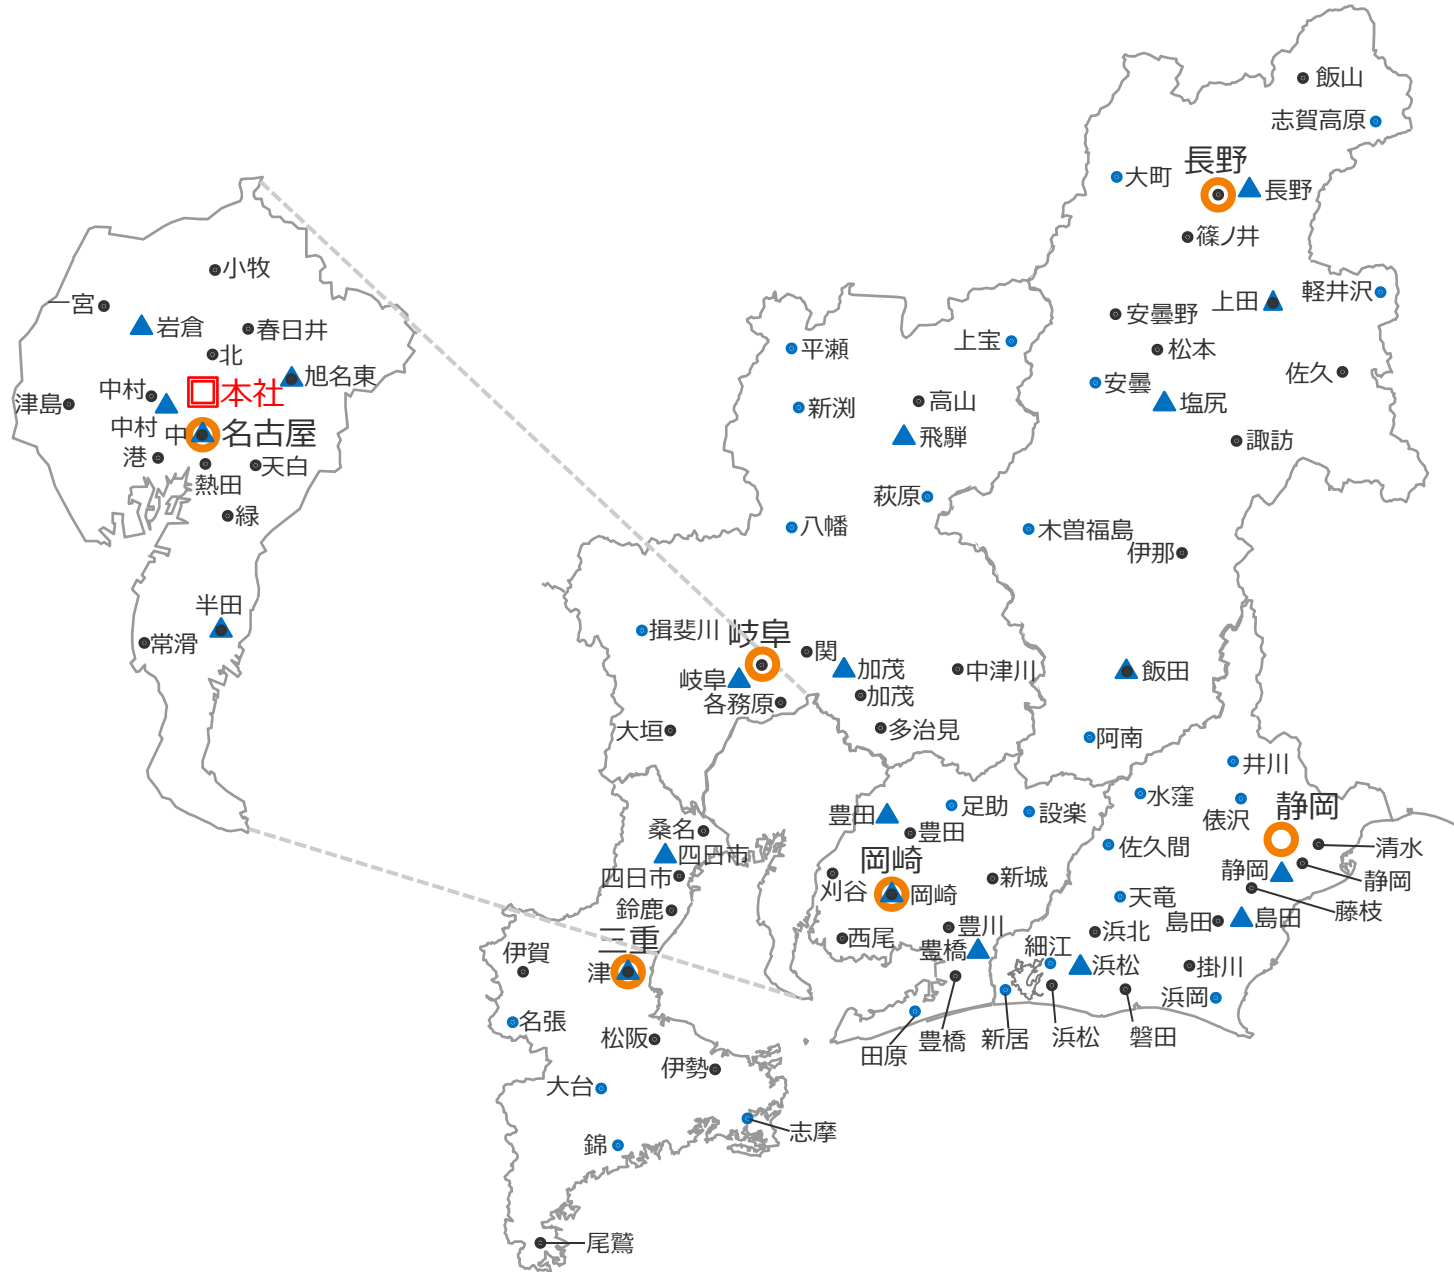 小牧
一宮
岩倉
春日井
北
旭名東
中村
本社
津島
中村
中
名古屋
港
天白
熱田
緑
半田
常滑
飯山
志賀高原
長野
大町
長野
篠ノ井
上田
軽井沢
安曇野
松本
安曇
佐久
塩尻
諏訪
木曽福島
伊那
飯田
阿南
平瀬
上宝
新渕
高山
飛騨
萩原
八幡
揖斐川
岐阜
関
岐阜
加茂
中津川
各務原
加茂
大垣
多治見
豊田
足助
設楽
豊田
岡崎
刈谷
岡崎
新城
西尾
豊川
豊橋
田原
豊橋
井川
水窪
俵沢
静岡
佐久間
清水
静岡
静岡
天竜
藤枝
島田
島田
浜北
細江
浜松
掛川
浜岡
新居
浜松
磐田
桑名
四日市
四日市
鈴鹿
三重
伊賀
津
名張
松阪
伊勢
大台
志摩
錦
尾鷲